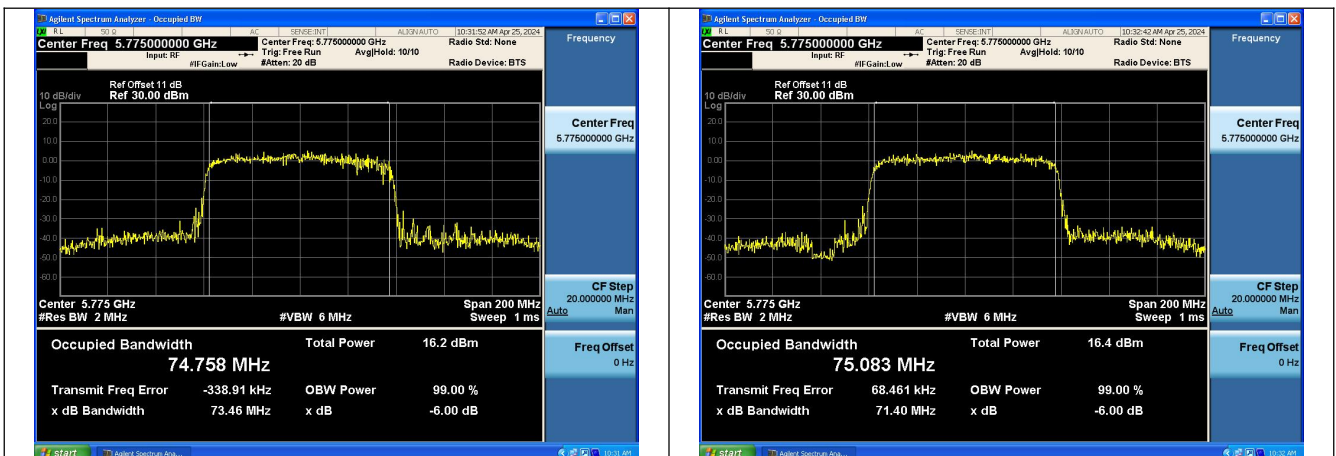 Agilent Spectrum Analyzer - Occupied BW
RL 50 Ω AC SENSE:INT ALIGN AUTO 10:31:52 AM Apr 25, 2024
Center Freq 5.775000000 GHz
Input: RF
#IFGain:Low
Center Freq: 5.775000000 GHz
Trig: Free Run Avg|Hold: 10/10
#Atten: 20 dB
Radio Std: None
Radio Device: BTS
Ref Offset 11 dB
10 dB/div Ref 30.00 dBm
Log
20.0
10.0
0.00
-10.0
-20.0
-30.0
-40.0
-50.0
-60.0
Center 5.775 GHz Span 200 MHz
#Res BW 2 MHz #VBW 6 MHz Sweep 1 ms
Occupied Bandwidth Total Power 16.2 dBm
74.758 MHz
Transmit Freq Error -338.91 kHz OBW Power 99.00 %
x dB Bandwidth 73.46 MHz x dB -6.00 dB
Frequency
Center Freq
5.775000000 GHz
CF Step
20.000000 MHz
Auto Man
Freq Offset
0 Hz
start Agilent Spectrum Ana... 10:31 AM
Agilent Spectrum Analyzer - Occupied BW
RL 50 Ω AC SENSE:INT ALIGN AUTO 10:32:42 AM Apr 25, 2024
Center Freq 5.775000000 GHz
Input: RF
#IFGain:Low
Center Freq: 5.775000000 GHz
Trig: Free Run Avg|Hold: 10/10
#Atten: 20 dB
Radio Std: None
Radio Device: BTS
Ref Offset 11 dB
10 dB/div Ref 30.00 dBm
Log
20.0
10.0
0.00
-10.0
-20.0
-30.0
-40.0
-50.0
-60.0
Center 5.775 GHz Span 200 MHz
#Res BW 2 MHz #VBW 6 MHz Sweep 1 ms
Occupied Bandwidth Total Power 16.4 dBm
75.083 MHz
Transmit Freq Error 68.461 kHz OBW Power 99.00 %
x dB Bandwidth 71.40 MHz x dB -6.00 dB
Frequency
Center Freq
5.775000000 GHz
CF Step
20.000000 MHz
Auto Man
Freq Offset
0 Hz
start Agilent Spectrum Ana... 10:32 AM